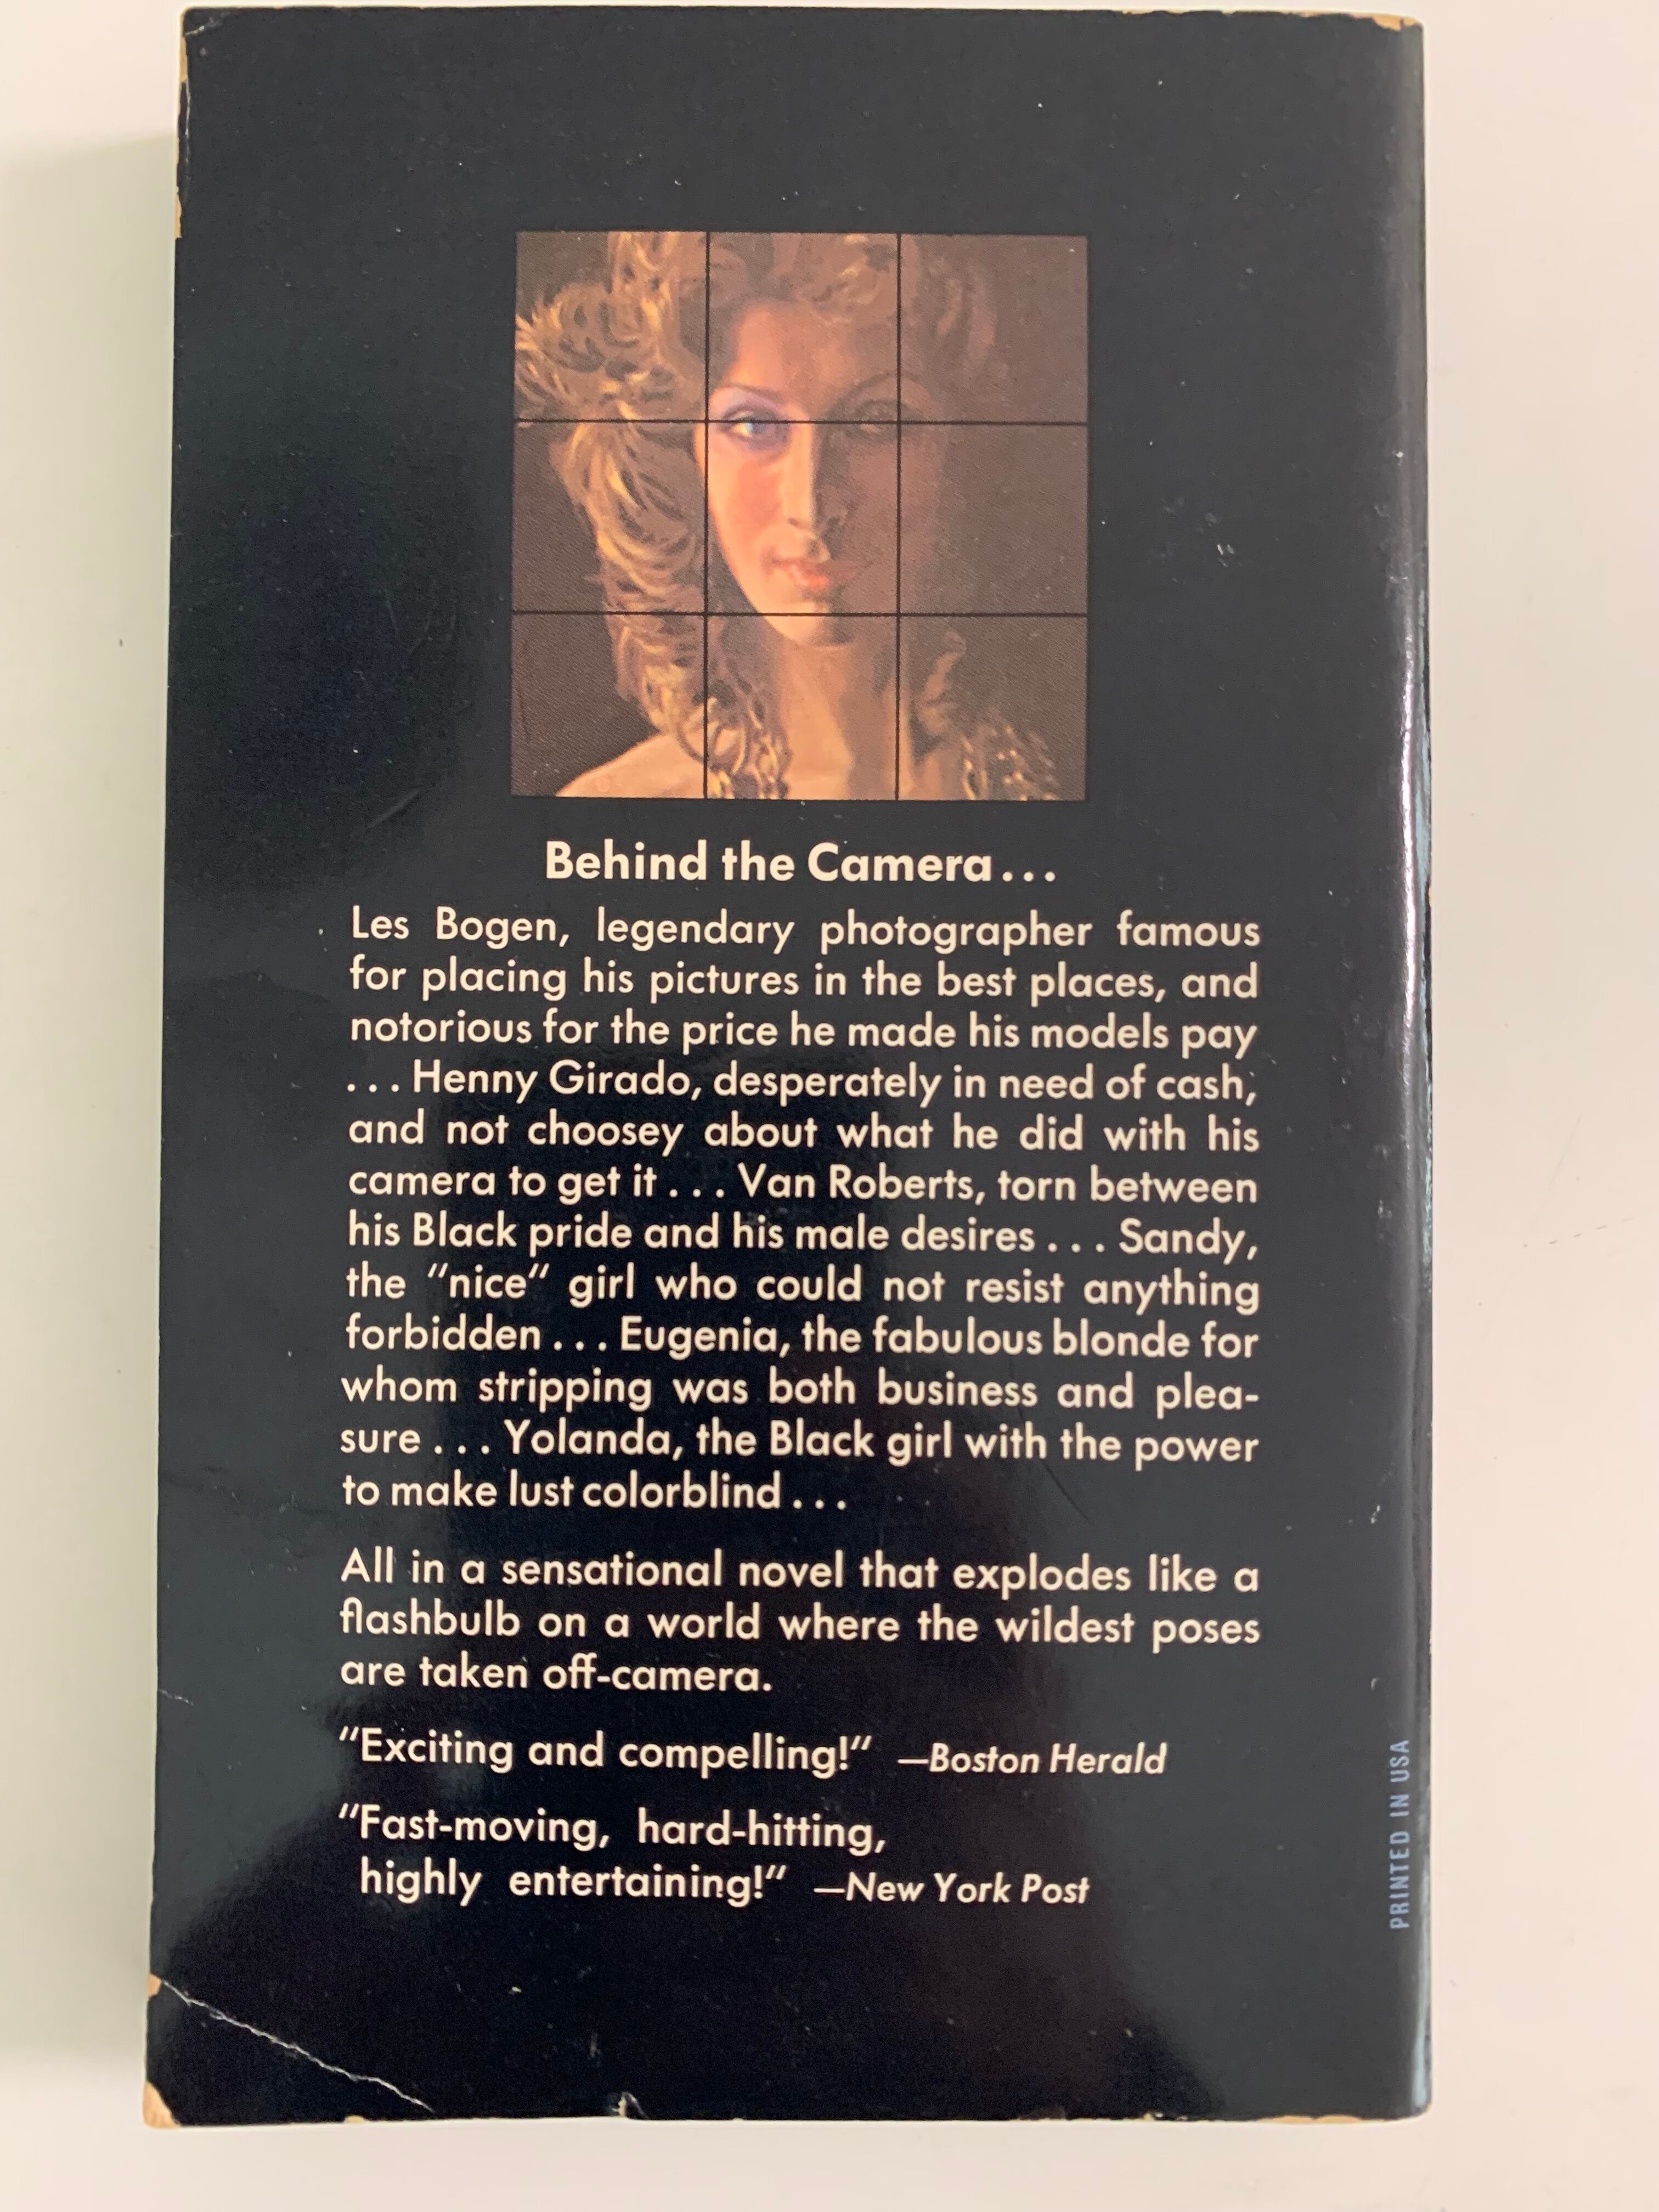 Behind the Camera...
Les Bogen, legendary photographer famous
for placing his pictures in the best places, and
notorious for the price he made his models pay
... Henny Girado, desperately in need of cash,
and not choosey about what he did with his
camera to get it ... Van Roberts, torn between
his Black pride and his male desires ... Sandy,
the "nice" girl who could not resist anything
forbidden ... Eugenia, the fabulous blonde for
whom stripping was both business and plea-
sure ... Yolanda, the Black girl with the power
to make lust colorblind ...
All in a sensational novel that explodes like a
flashbulb on a world where the wildest poses
are taken off-camera.
"Exciting and compelling!" —Boston Herald
"Fast-moving, hard-hitting,
highly entertaining!" —New York Post
PRINTED IN USA